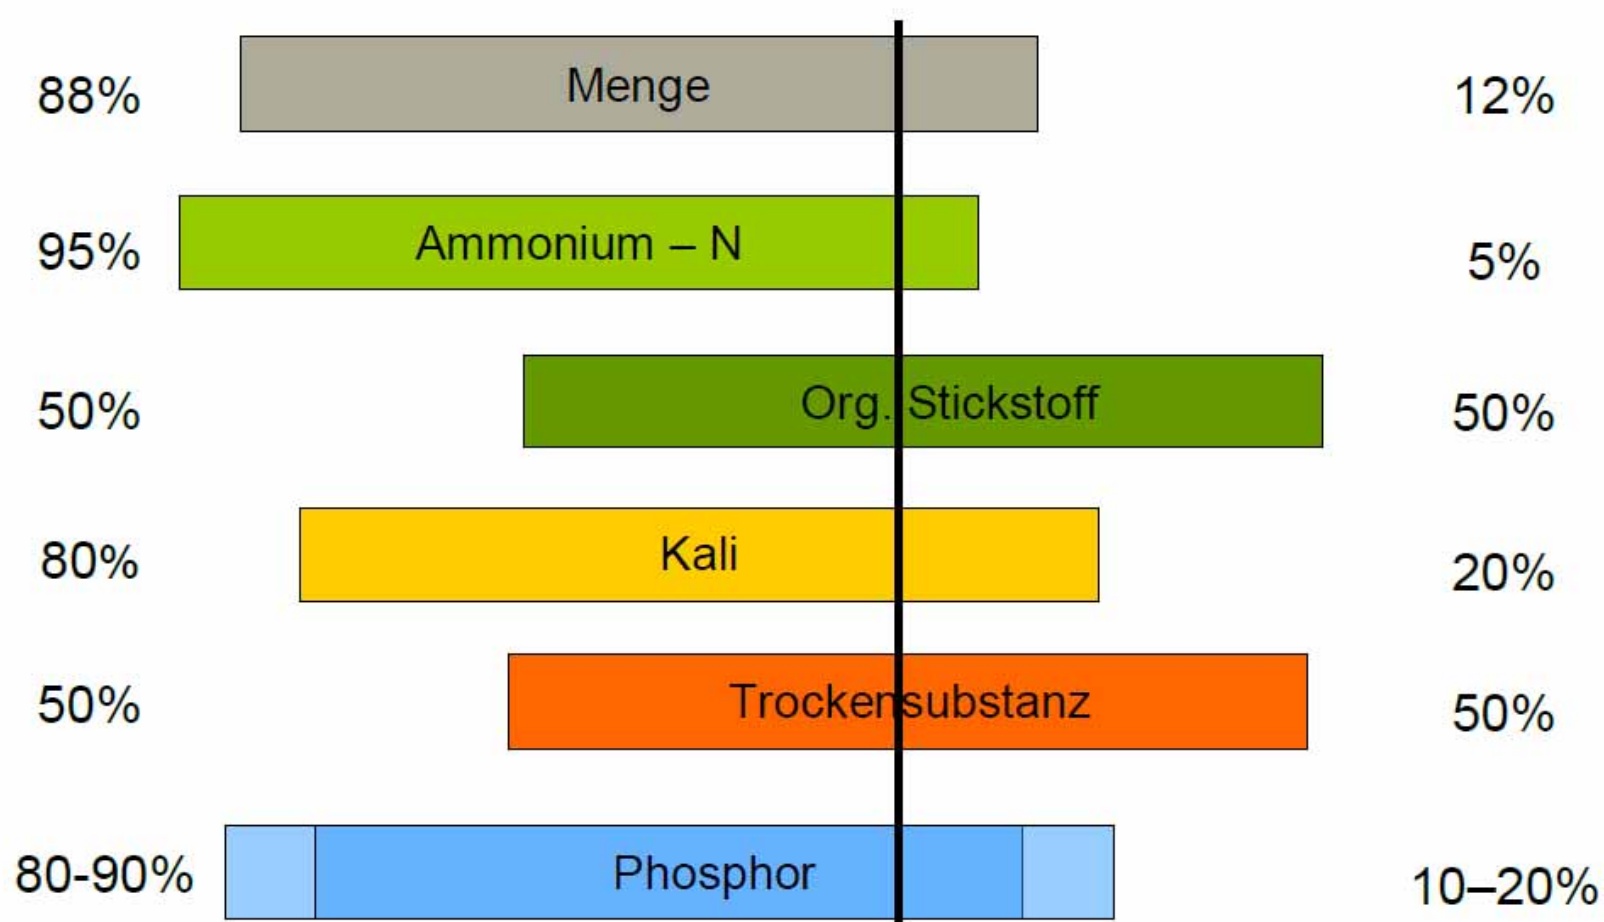 88% Menge 12%
95% Ammonium – N 5%
50% Org. Stickstoff 50%
80% Kali 20%
50% Trockensubstanz 50%
80-90% Phosphor 10–20%